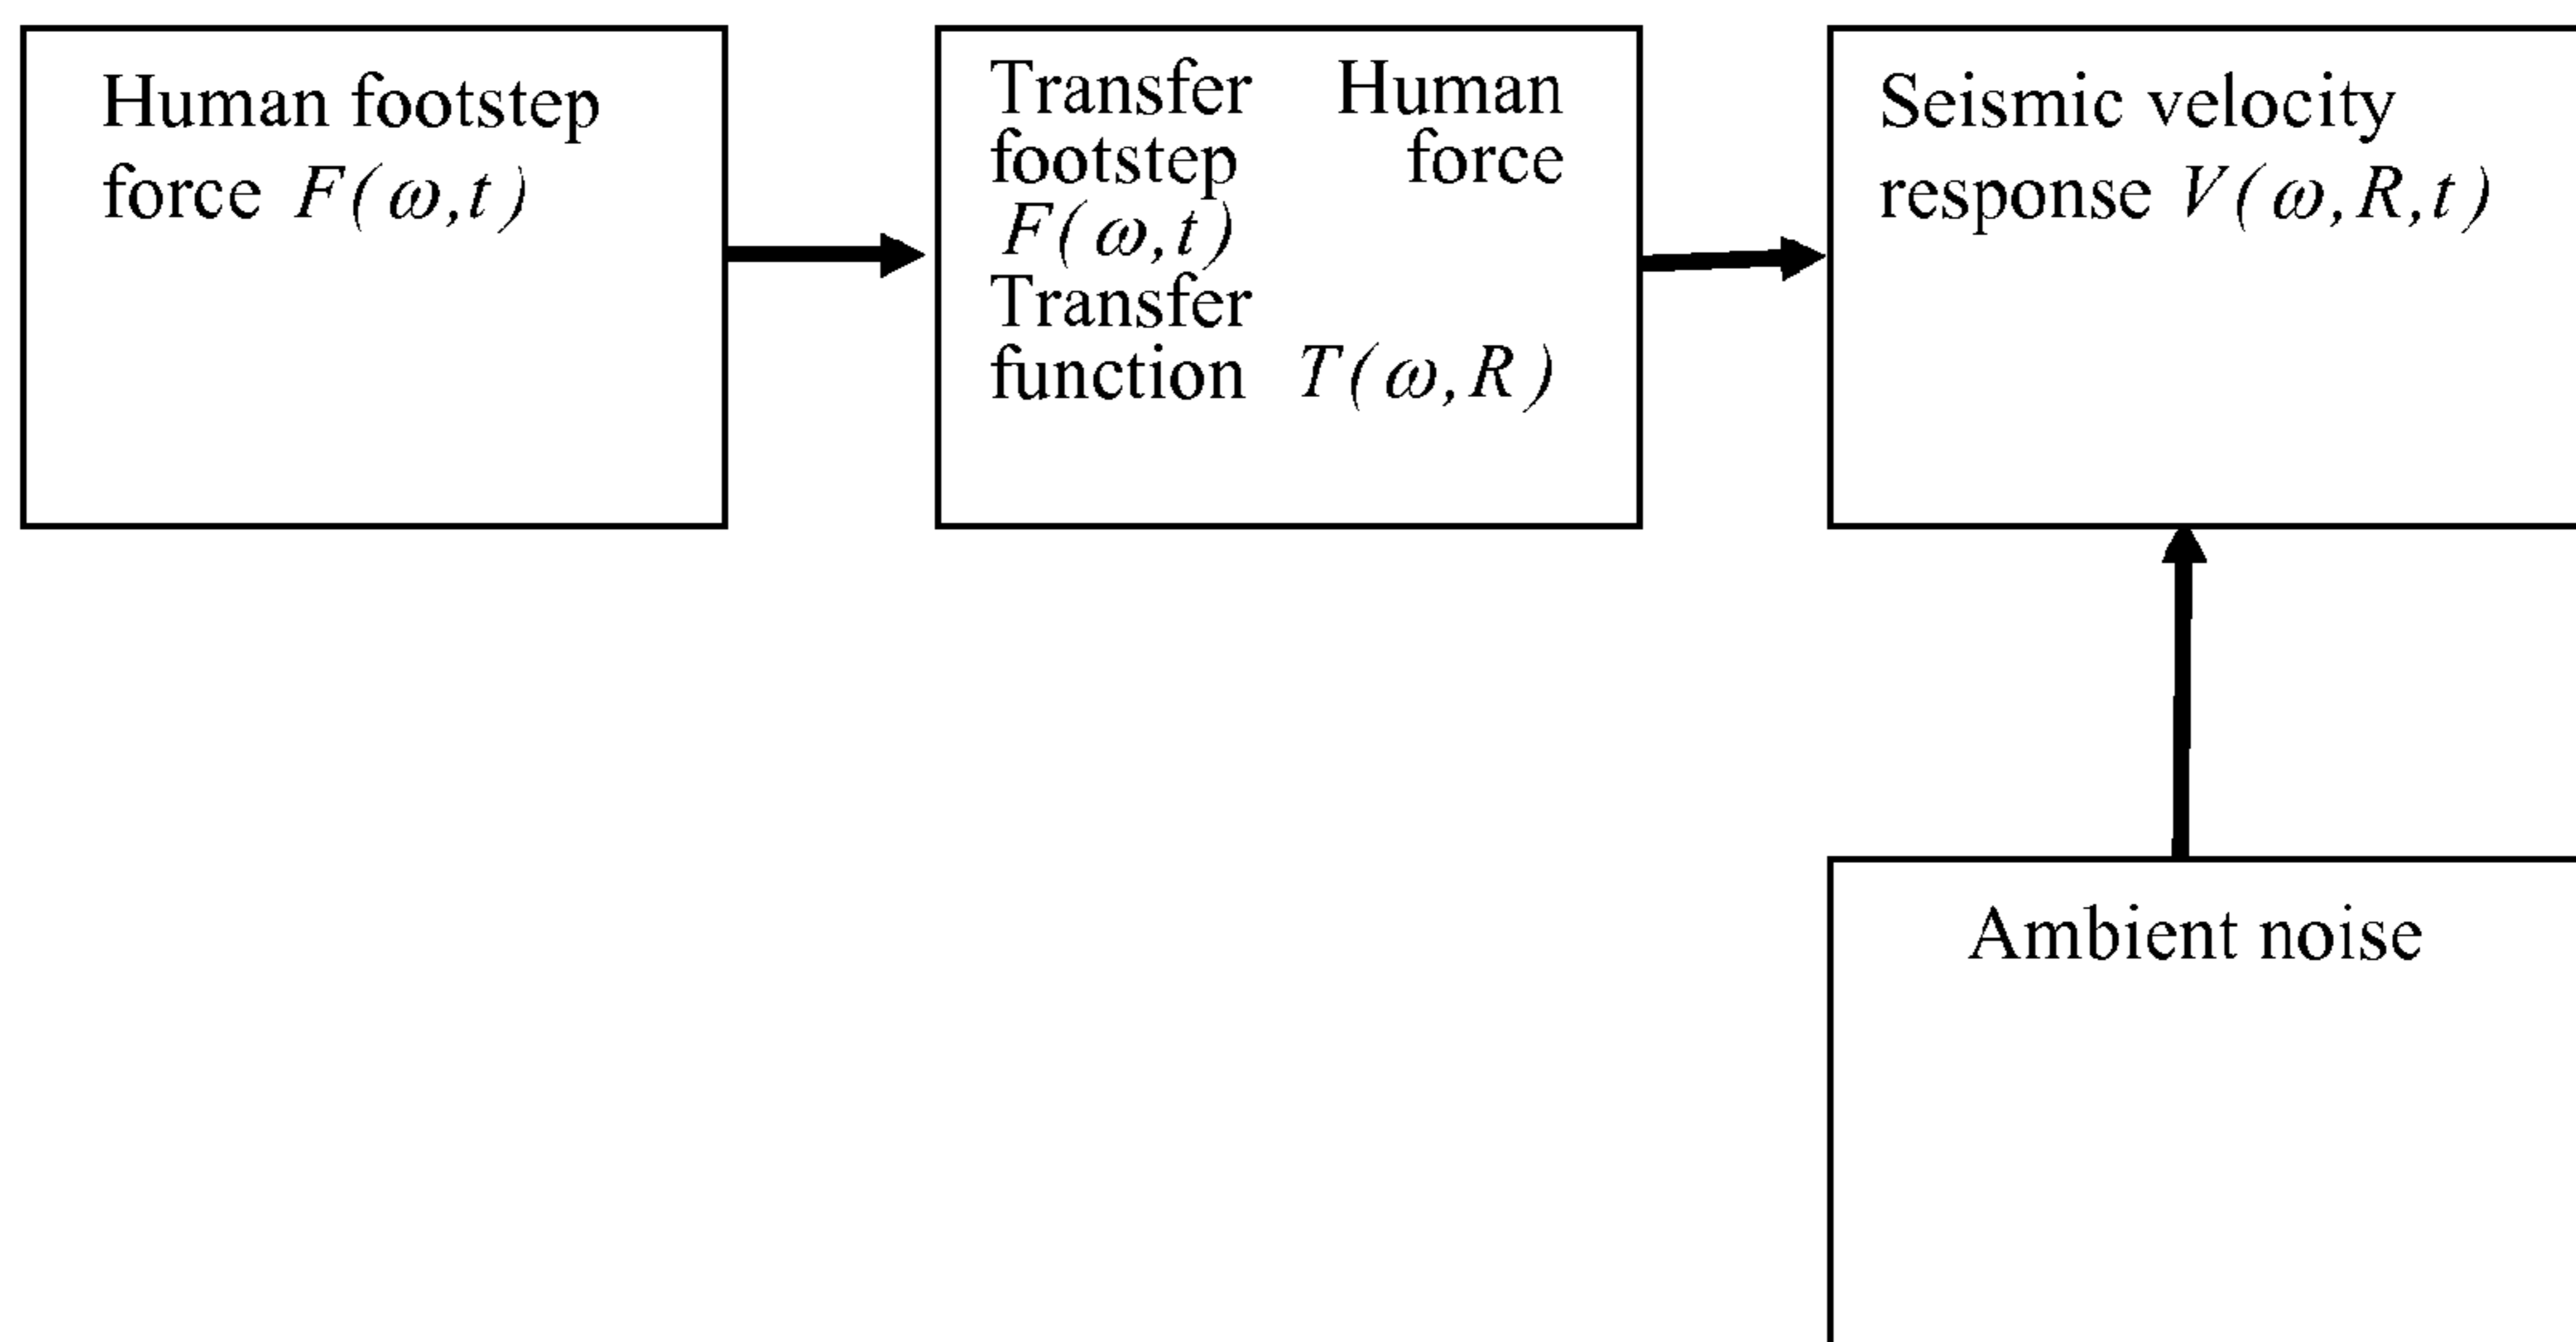 Human footstep
force F(ω,t)
Transfer Human
footstep force
F(ω,t)
Transfer
function T(ω,R)
Seismic velocity
response V(ω,R,t)
Ambient noise